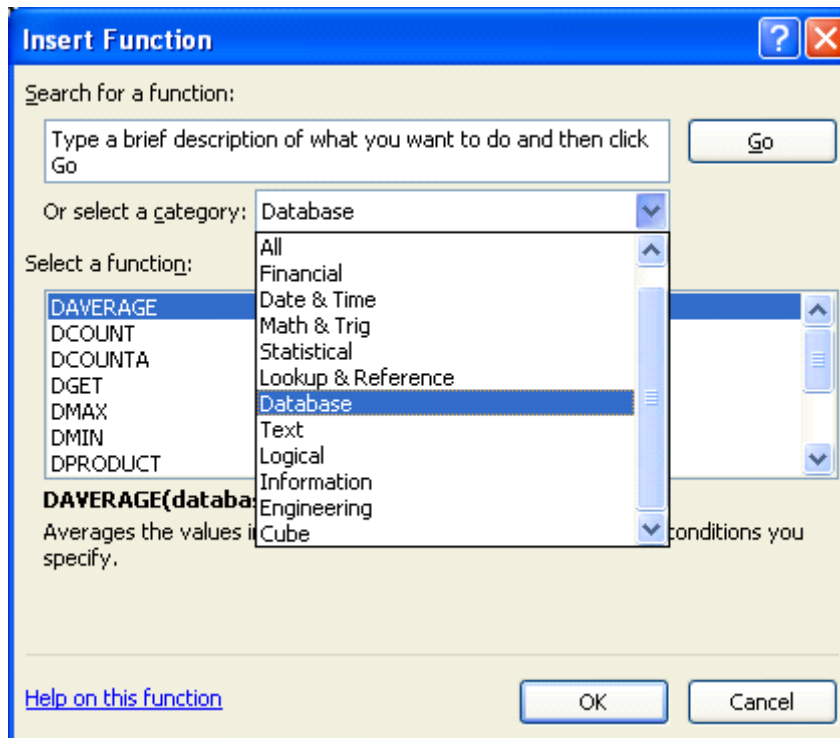 Insert Function
Search for a function:
Type a brief description of what you want to do and then click
Go
Go
Or select a category: Database
All
Financial
Date & Time
Math & Trig
Statistical
Lookup & Reference
Database
Text
Logical
Information
Engineering
Cube
Select a function:
DAVERAGE
DCOUNT
DCOUNTA
DGET
DMAX
DMIN
DPRODUCT
DAVERAGE(databas
Averages the values i conditions you
specify.
Help on this function
OK
Cancel